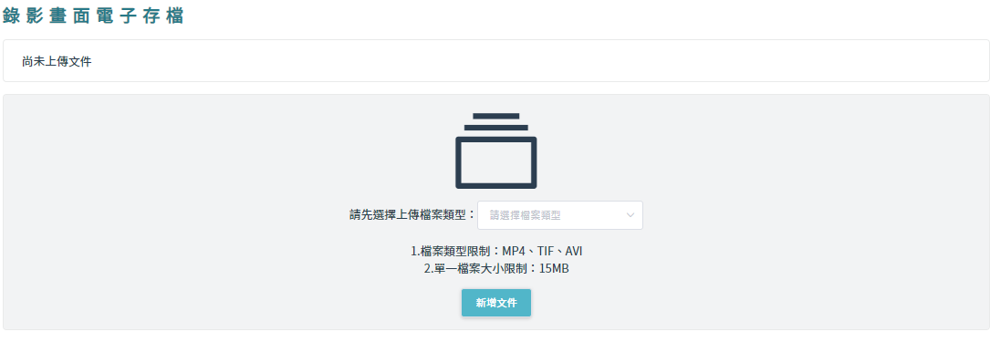 錄影畫面電子存檔
尚未上傳文件
請先選擇上傳檔案類型：請選擇檔案類型
1.檔案類型限制：MP4、TIF、AVI
2.單一檔案大小限制：15MB
新增文件